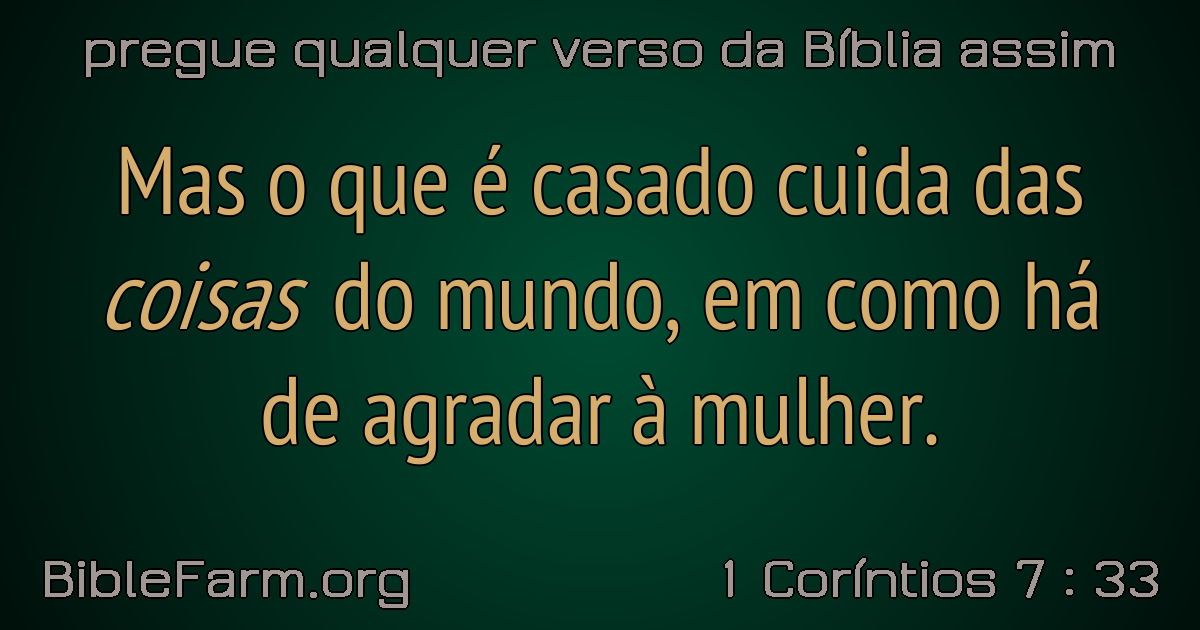 pregue qualquer verso da Bíblia assim
Mas o que é casado cuida das
coisas do mundo, em como há
de agradar à mulher.
BibleFarm.org
1 Coríntios 7 : 33